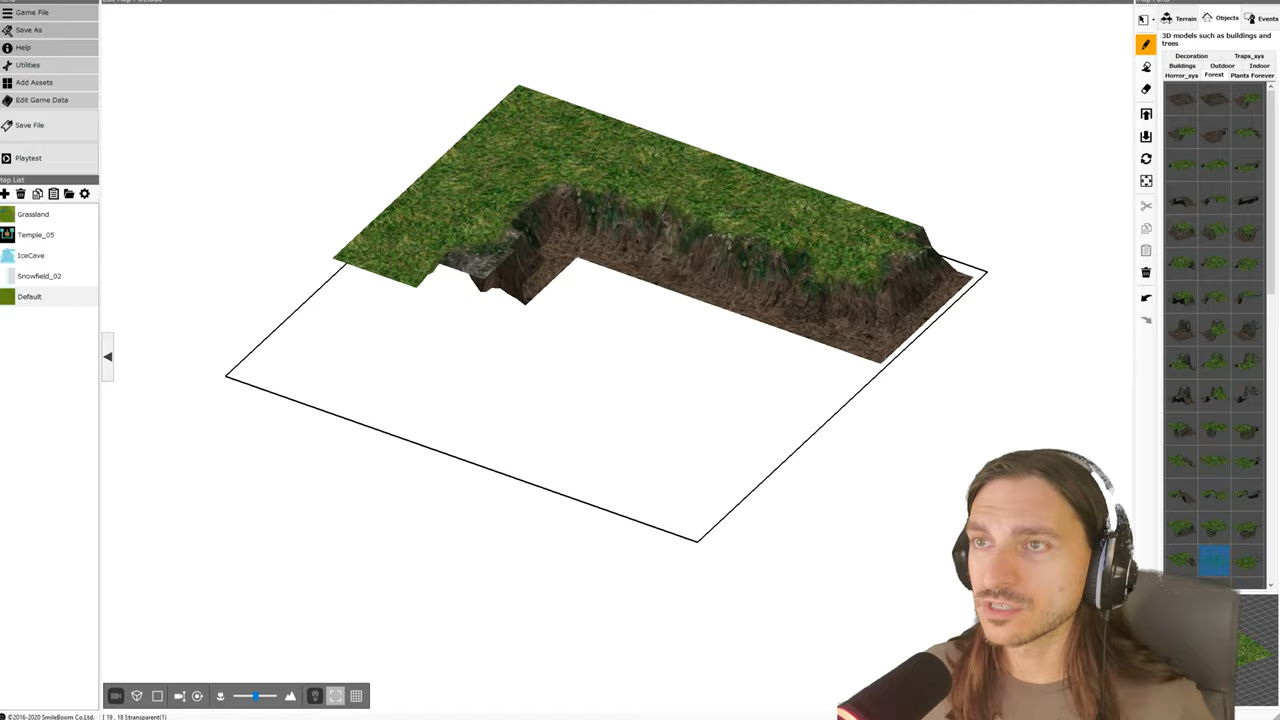 Game File
Save As
Help
Utilities
Add Assets
Edit Game Data
Save File
Playtest
Map List
Grassland
Temple_05
IceCave
Snowfield_02
Default
Terrain
Objects
Events
3D models such as buildings and
trees
Decoration
Traps_sys
Buildings
Outdoor
Indoor
Horror_sys
Forest
Plants Forever
©2016-2020 SmileBoom Co.Ltd.
[ 19 , 18 ]